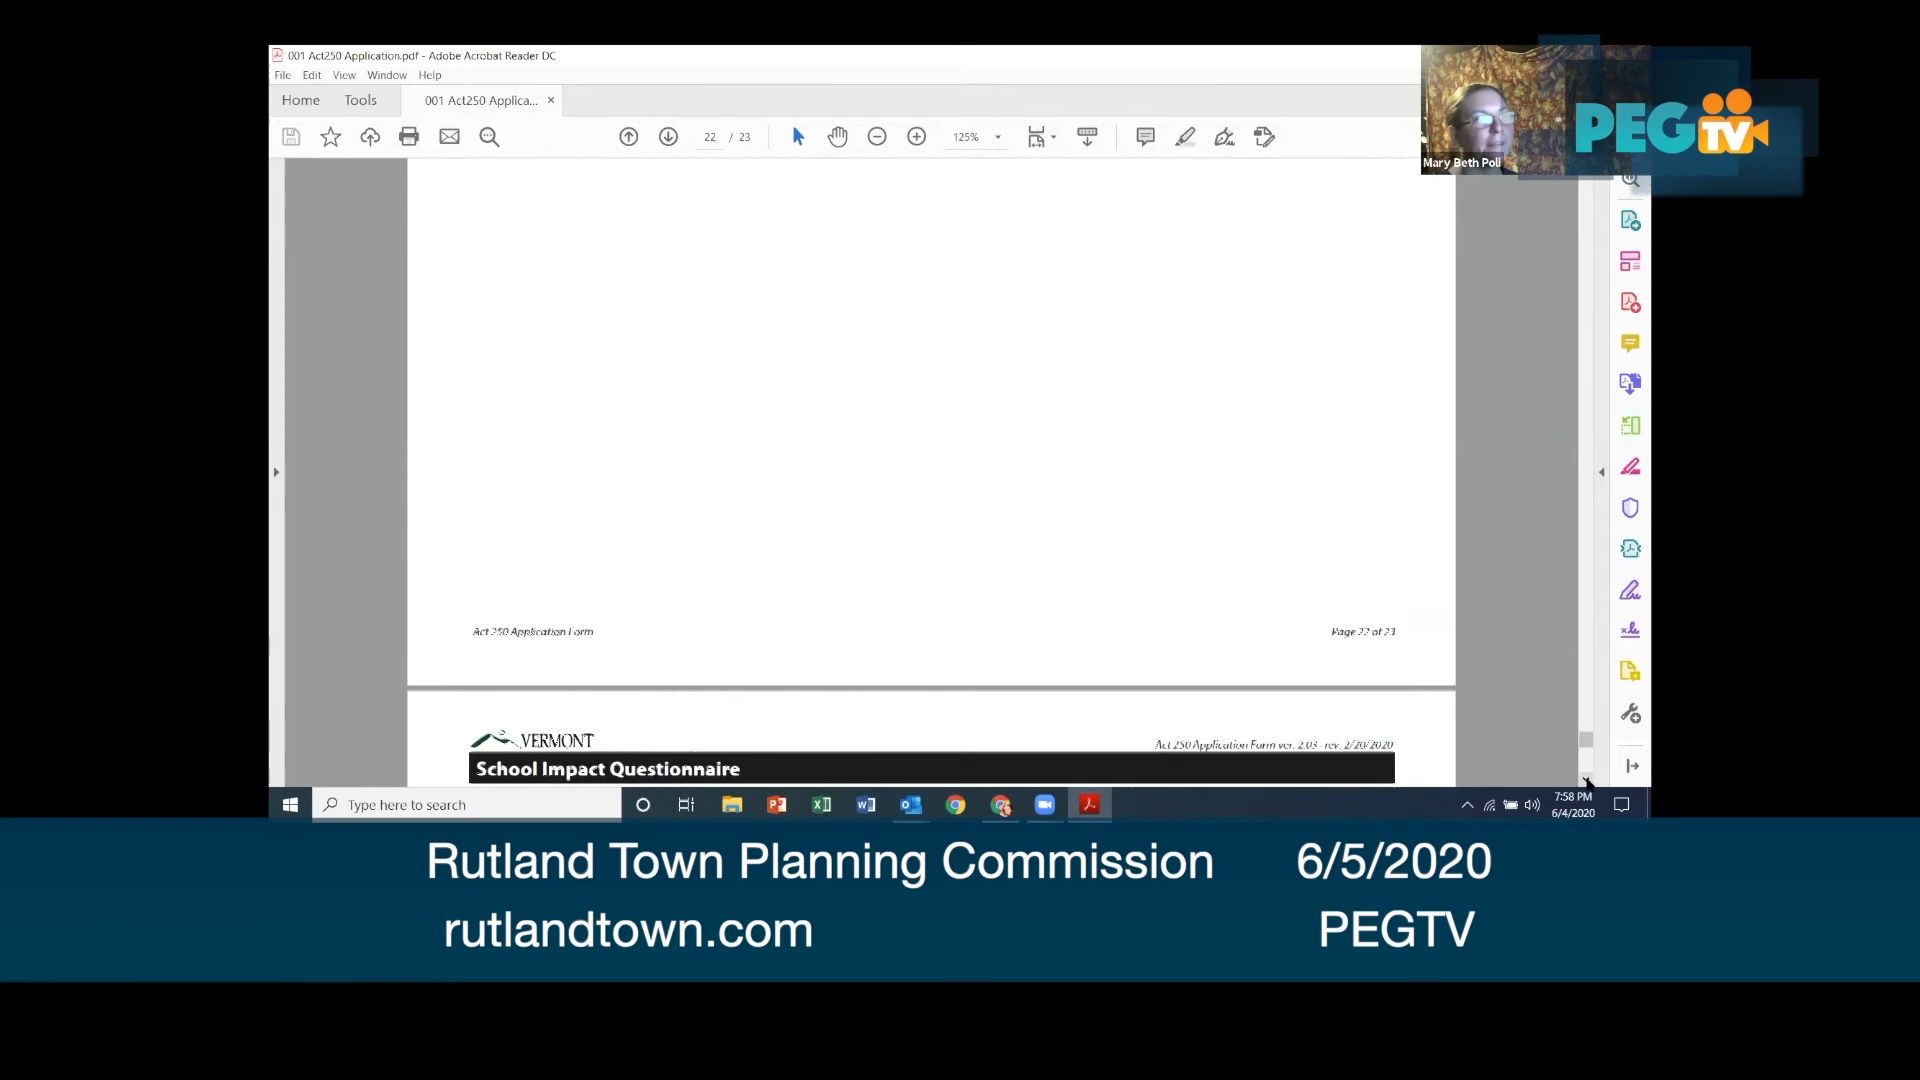 001 Act250 Application.pdf - Adobe Acrobat Reader DC
File Edit View Window Help
Home Tools 001 Act250 Applica... ×
22 / 23 125%
Mary Beth Poli
PEG TV
Act 250 Application Form Page 22 of 23
VERMONT
Act 250 Application Form ver. 2.03 - rev. 2/20/2020
School Impact Questionnaire
Type here to search
7:58 PM
6/4/2020
Rutland Town Planning Commission 6/5/2020
rutlandtown.com PEGTV